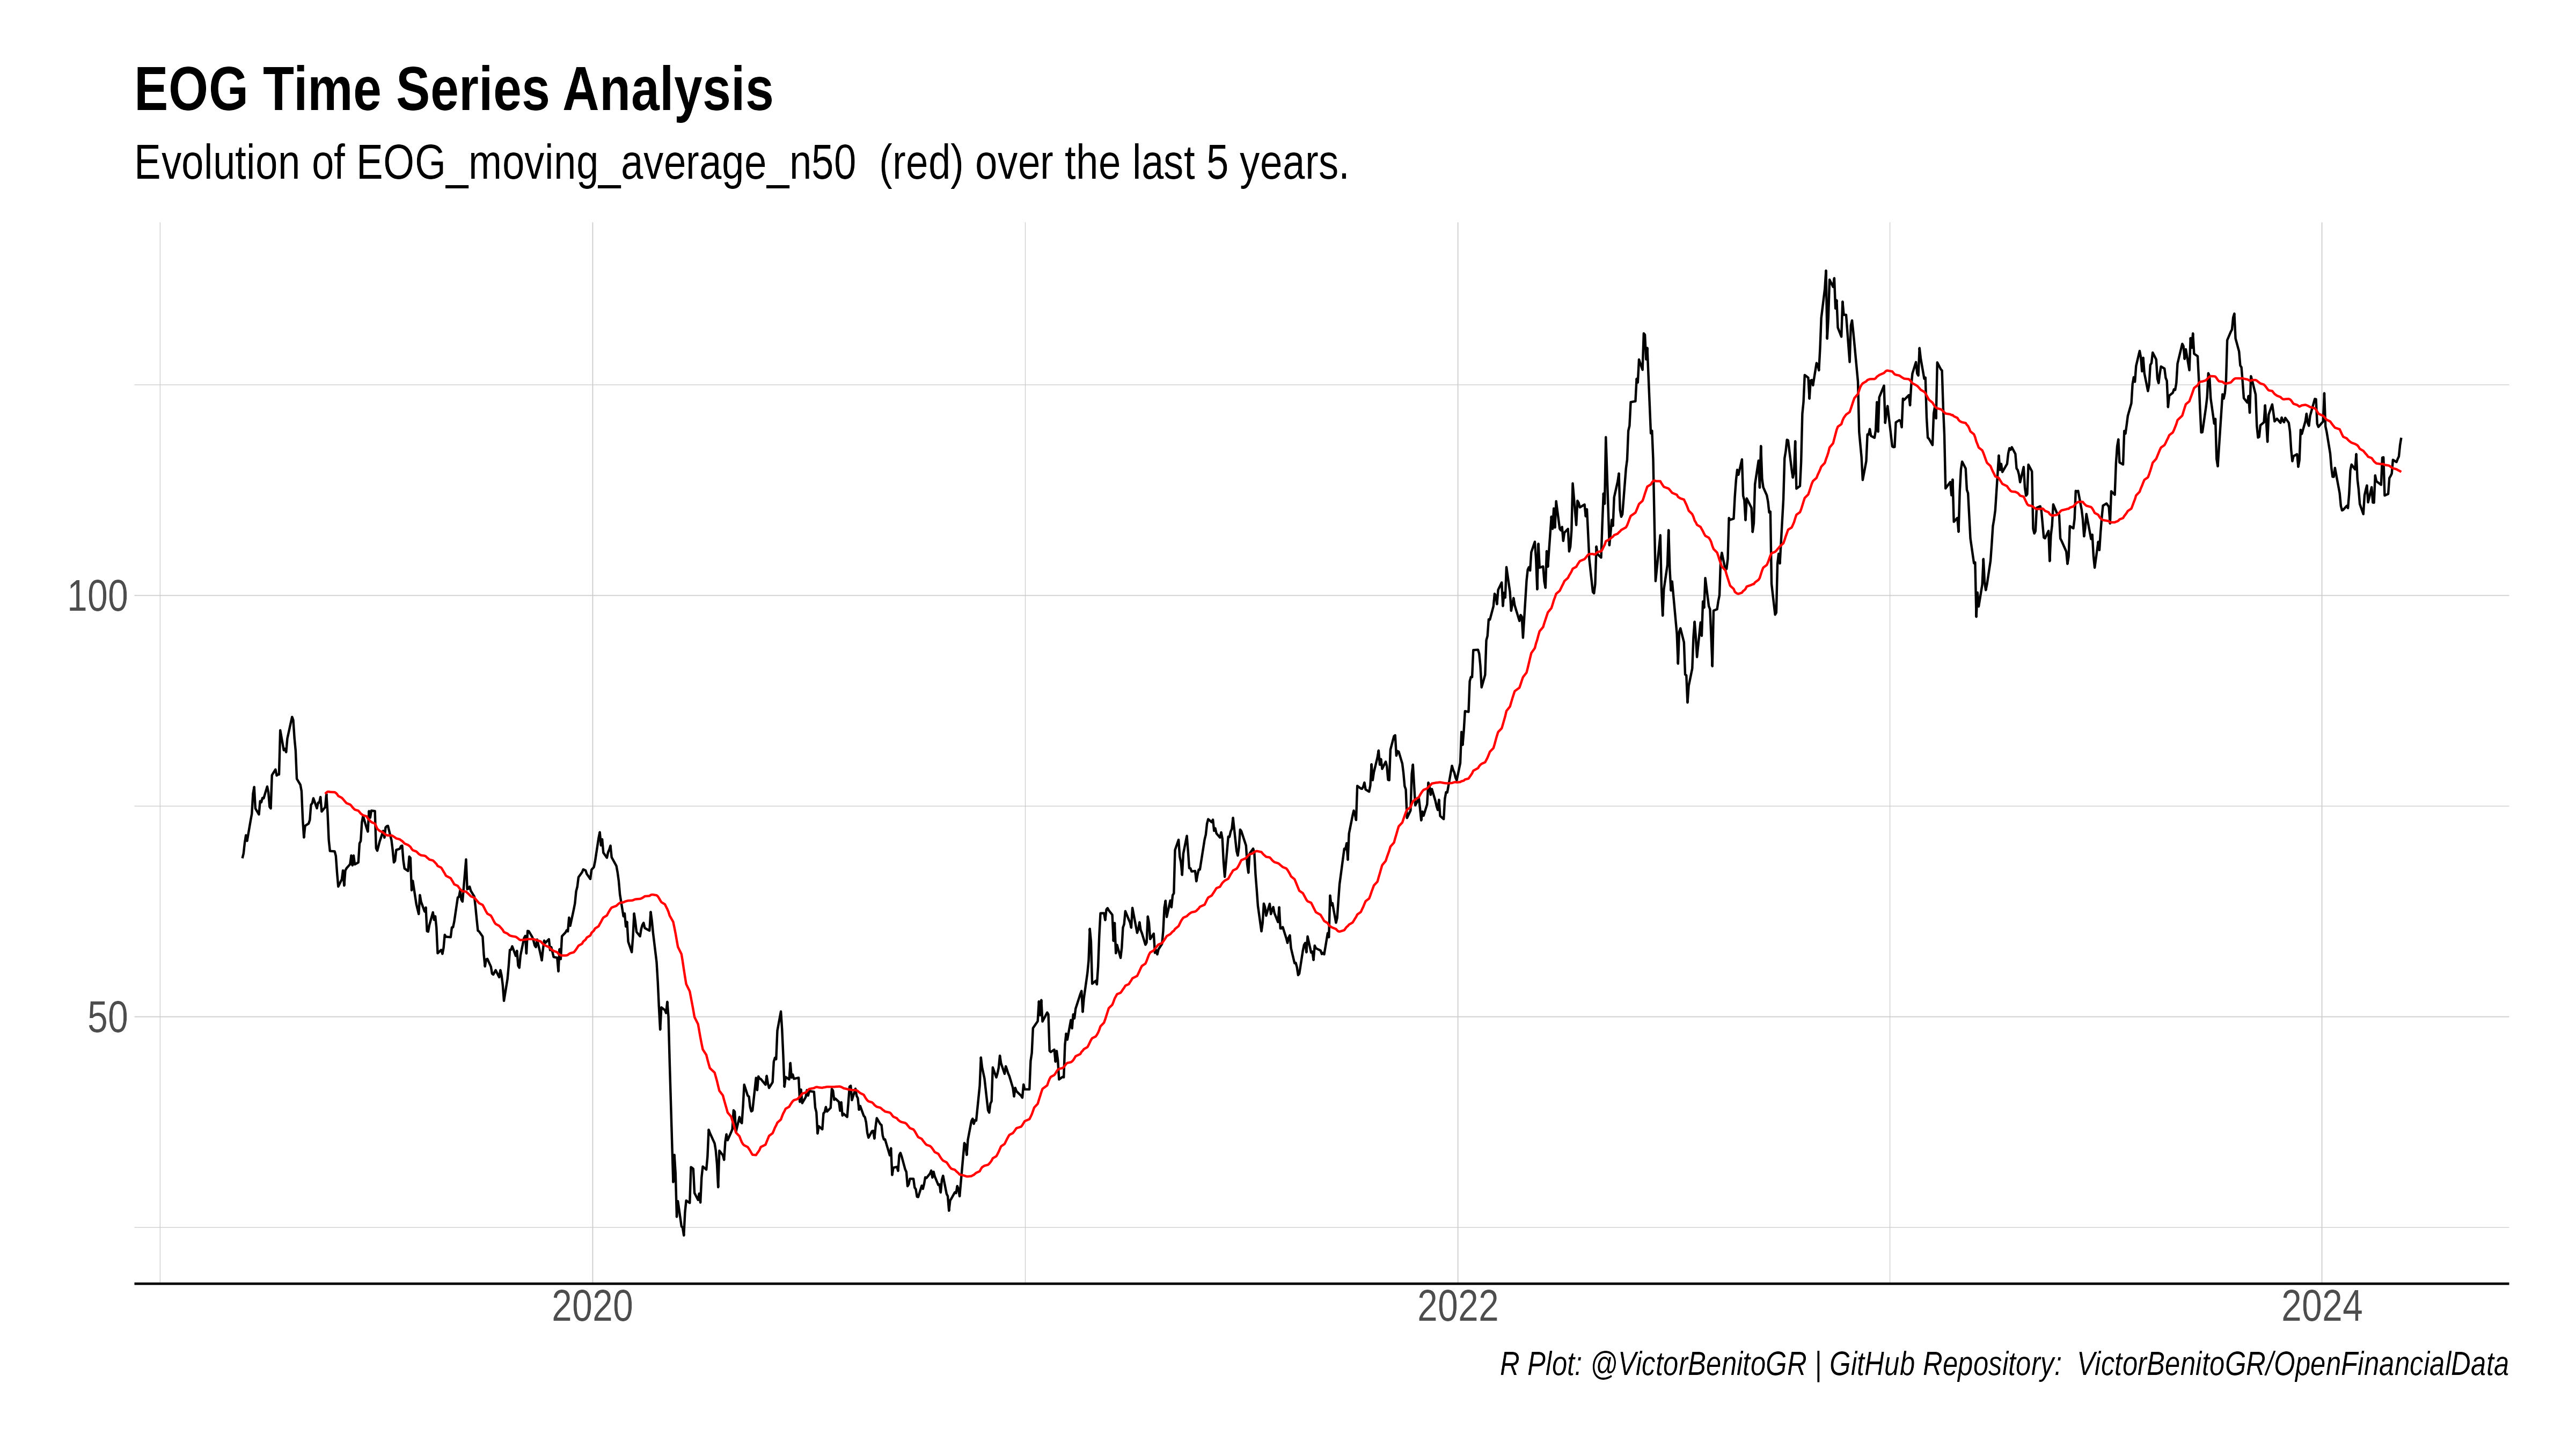 EOG Time Series Analysis
Evolution of EOG_moving_average_n50  (red) over the last 5 years.
100
50
2020
2022
2024
R Plot: @VictorBenitoGR | GitHub Repository:  VictorBenitoGR/OpenFinancialData